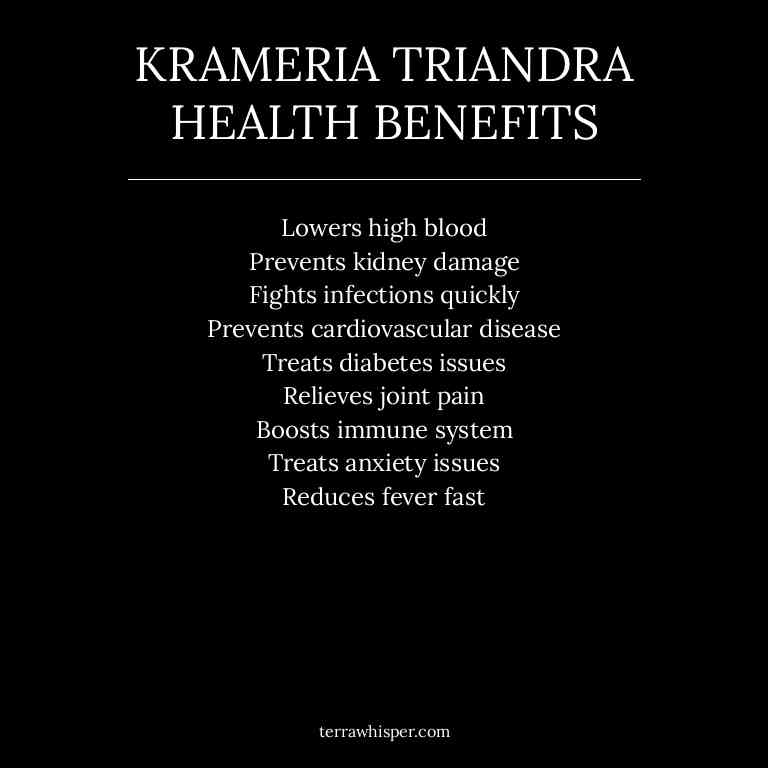 KRAMERIA TRIANDRA
HEALTH BENEFITS
Lowers high blood
Prevents kidney damage
Fights infections quickly
Prevents cardiovascular disease
Treats diabetes issues
Relieves joint pain
Boosts immune system
Treats anxiety issues
Reduces fever fast
terrawhisper.com